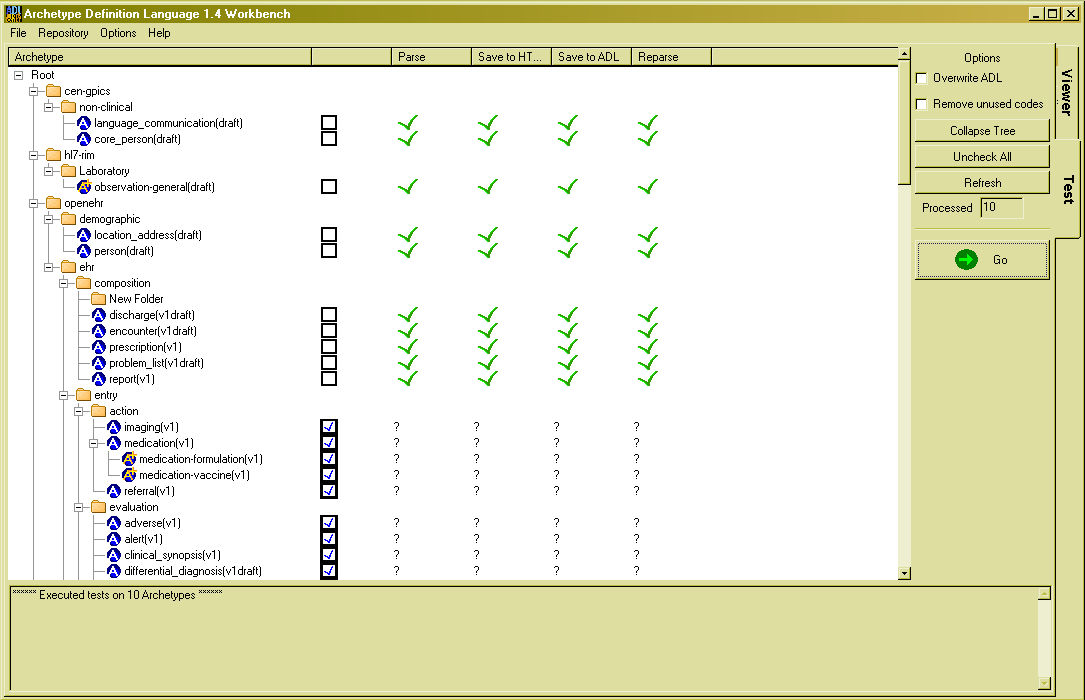 Archetype Definition Language 1.4 Workbench
File Repository Options Help
Archetype Parse Save to HT... Save to ADL Reparse
Root
cen-gpics
non-clinical
language_communication(draft)
core_person(draft)
hl7-rim
Laboratory
observation-general(draft)
openehr
demographic
location_address(draft)
person(draft)
ehr
composition
New Folder
discharge(v1draft)
encounter(v1draft)
prescription(v1)
problem_list(v1draft)
report(v1)
entry
action
imaging(v1) ? ? ? ?
medication(v1) ? ? ? ?
medication-formulation(v1) ? ? ? ?
medication-vaccine(v1) ? ? ? ?
referral(v1) ? ? ? ?
evaluation
adverse(v1) ? ? ? ?
alert(v1) ? ? ? ?
clinical_synopsis(v1) ? ? ? ?
differential_diagnosis(v1draft) ? ? ? ?
Options
Overwrite ADL
Remove unused codes
Collapse Tree
Uncheck All
Refresh
Processed 10
Go
Viewer
Test
****** Executed tests on 10 Archetypes ******